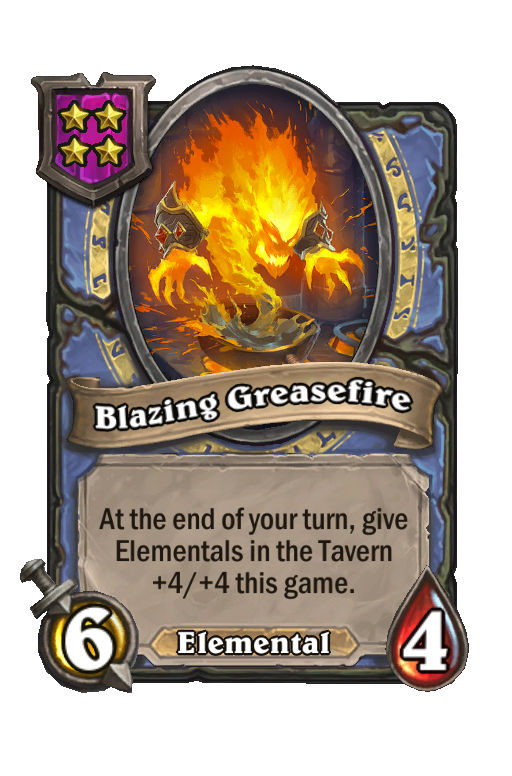 Blazing Greasefire
At the end of your turn, give
Elementals in the Tavern
+4/+4 this game.
6
Elemental
4